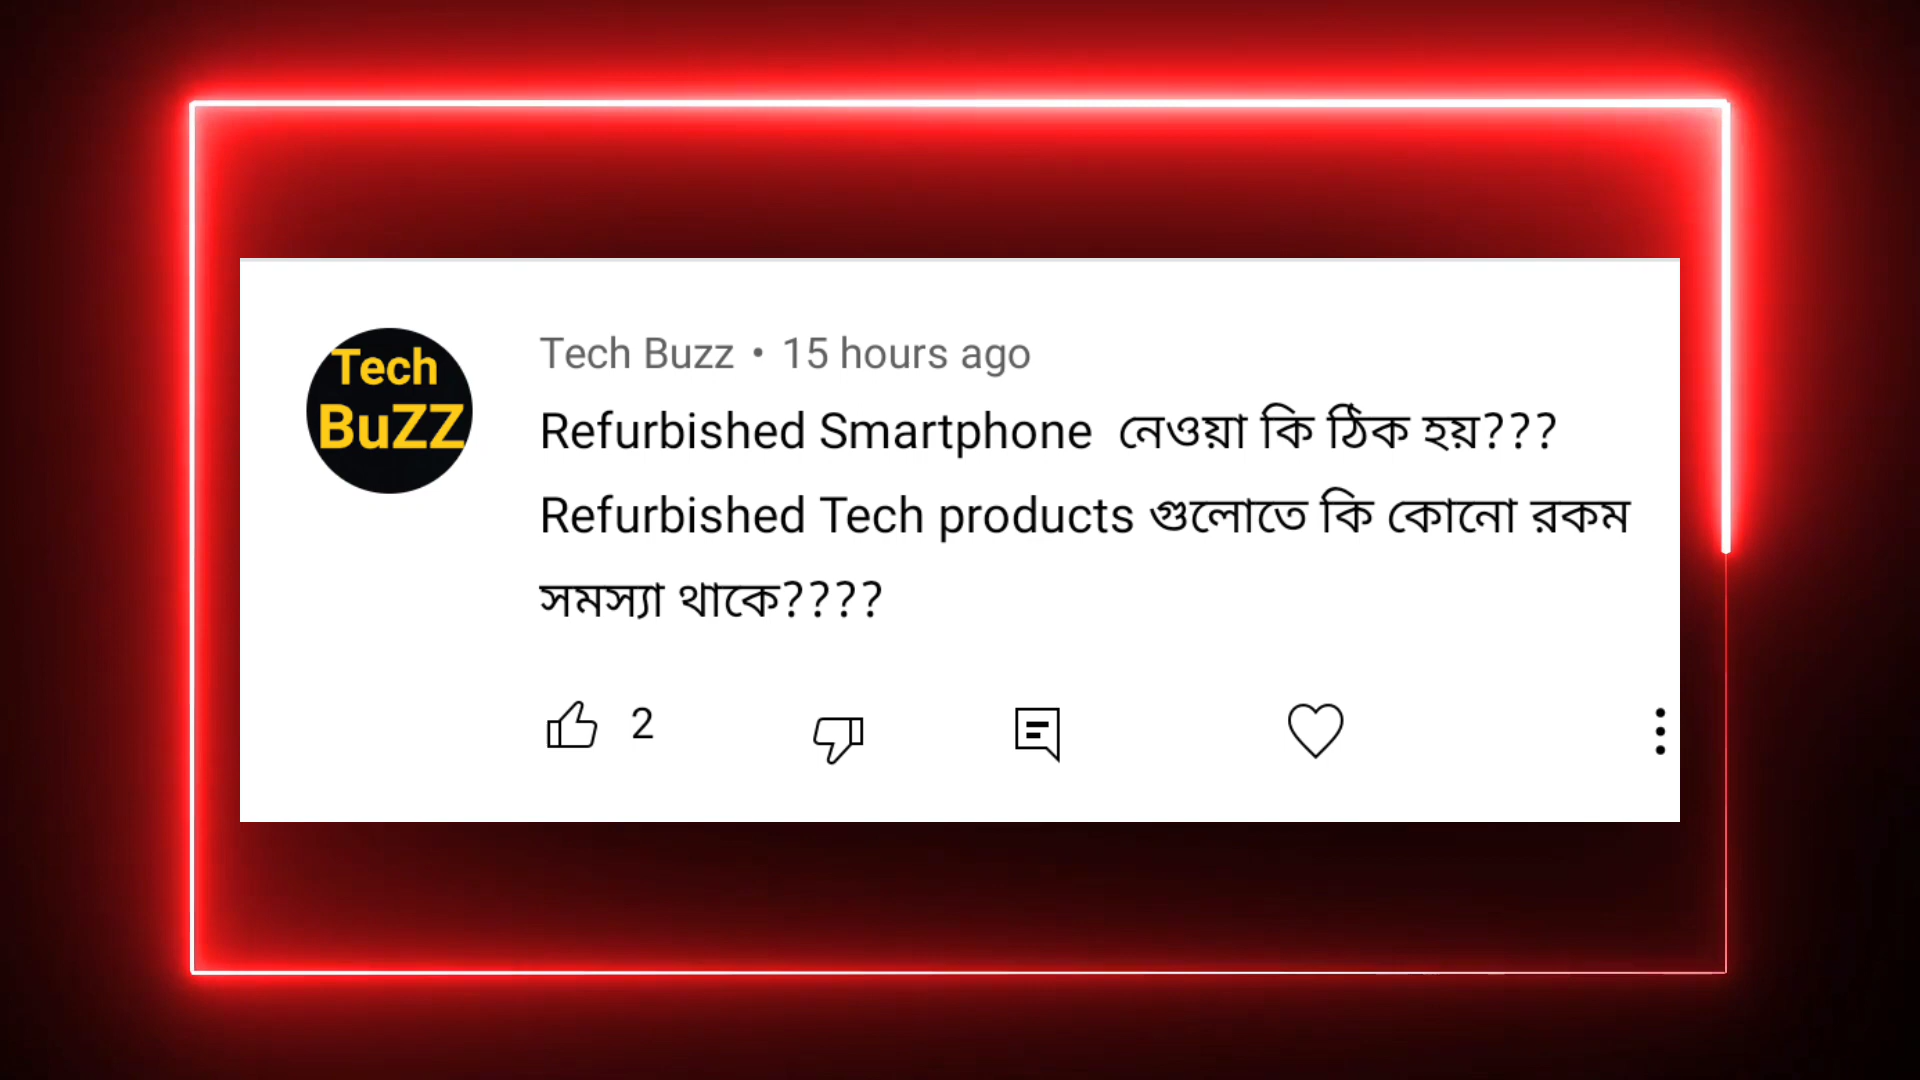 Tech
BuZZ
Tech Buzz • 15 hours ago
Refurbished Smartphone নেওয়া কি ঠিক হয়???
Refurbished Tech products গুলোতে কি কোনো রকম
সমস্যা থাকে????
2